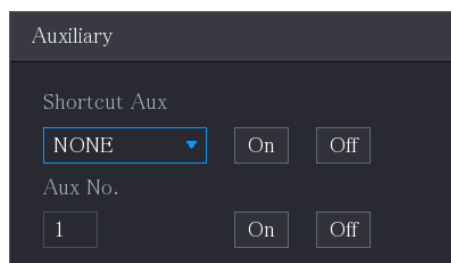 Auxiliary
Shortcut Aux
NONE On Off
Aux No.
1 On Off